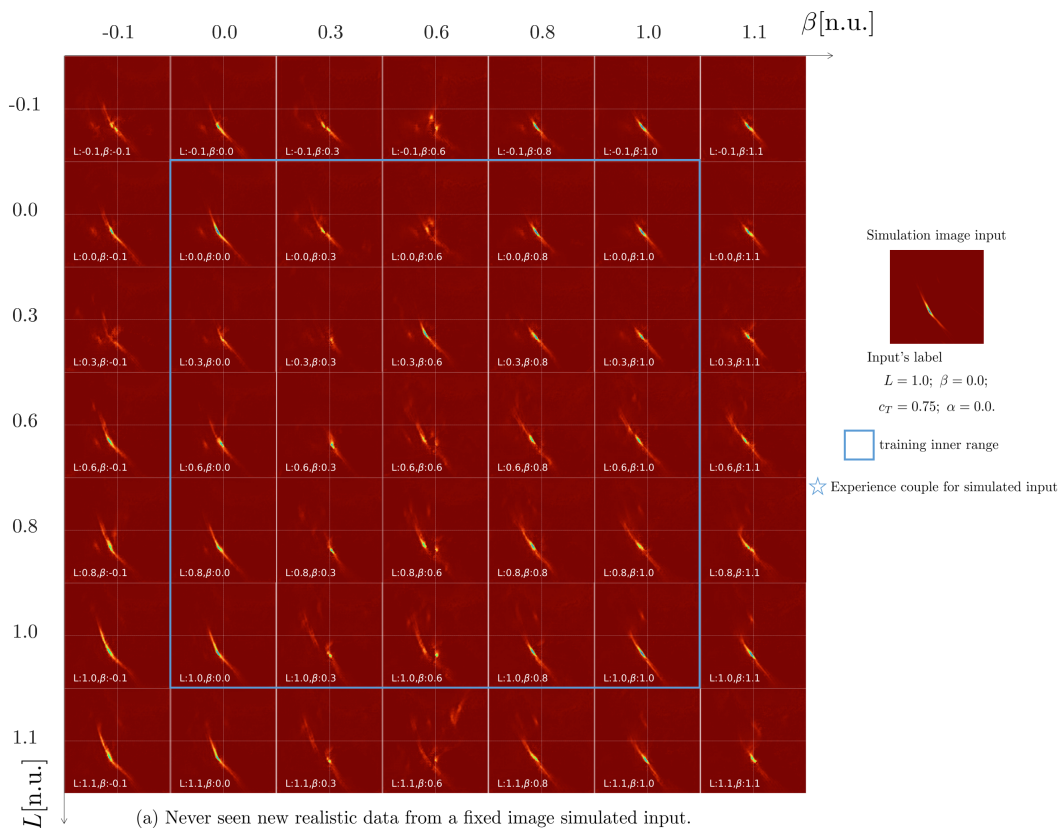 β[n.u.]
-0.1 0.0 0.3 0.6 0.8 1.0 1.1
-0.1
L:-0.1,β:-0.1 L:-0.1,β:0.0 L:-0.1,β:0.3 L:-0.1,β:0.6 L:-0.1,β:0.8 L:-0.1,β:1.0 L:-0.1,β:1.1
0.0
L:0.0,β:-0.1 L:0.0,β:0.0 L:0.0,β:0.3 L:0.0,β:0.6 L:0.0,β:0.8 L:0.0,β:1.0 L:0.0,β:1.1
0.3
L:0.3,β:-0.1 L:0.3,β:0.0 L:0.3,β:0.3 L:0.3,β:0.6 L:0.3,β:0.8 L:0.3,β:1.0 L:0.3,β:1.1
0.6
L:0.6,β:-0.1 L:0.6,β:0.0 L:0.6,β:0.3 L:0.6,β:0.6 L:0.6,β:0.8 L:0.6,β:1.0 L:0.6,β:1.1
0.8
L:0.8,β:-0.1 L:0.8,β:0.0 L:0.8,β:0.3 L:0.8,β:0.6 L:0.8,β:0.8 L:0.8,β:1.0 L:0.8,β:1.1
1.0
L:1.0,β:-0.1 L:1.0,β:0.0 L:1.0,β:0.3 L:1.0,β:0.6 L:1.0,β:0.8 L:1.0,β:1.0 L:1.0,β:1.1
1.1
L:1.1,β:-0.1 L:1.1,β:0.0 L:1.1,β:0.3 L:1.1,β:0.6 L:1.1,β:0.8 L:1.1,β:1.0 L:1.1,β:1.1
L[n.u.]
Simulation image input
Input's label
L = 1.0; β = 0.0;
c_T = 0.75; α = 0.0.
training inner range
Experience couple for simulated input
(a) Never seen new realistic data from a fixed image simulated input.